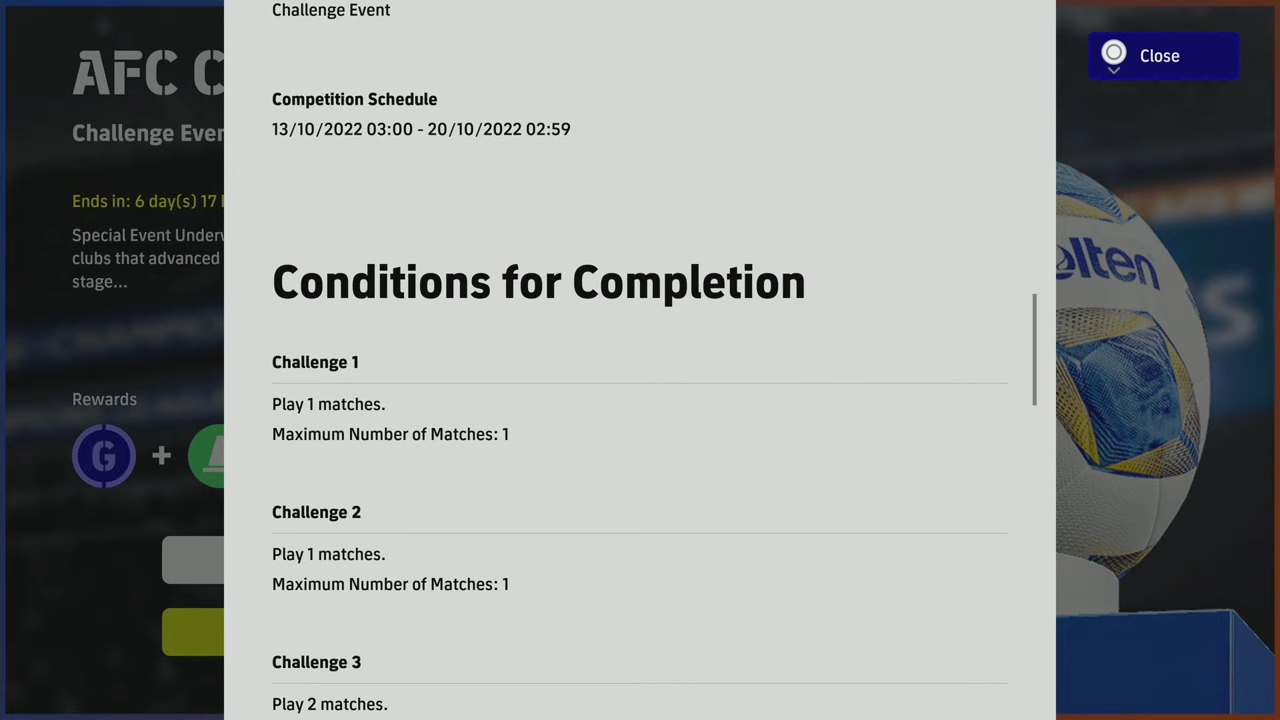 Challenge Event
Close
AFC C
Challenge Even
Competition Schedule
13/10/2022 03:00 - 20/10/2022 02:59
Ends in: 6 day(s) 17
Special Event Underw
clubs that advanced
stage...
Conditions for Completion
Challenge 1
Play 1 matches.
Maximum Number of Matches: 1
Rewards
G + 
Challenge 2
Play 1 matches.
Maximum Number of Matches: 1
Challenge 3
Play 2 matches.
olten